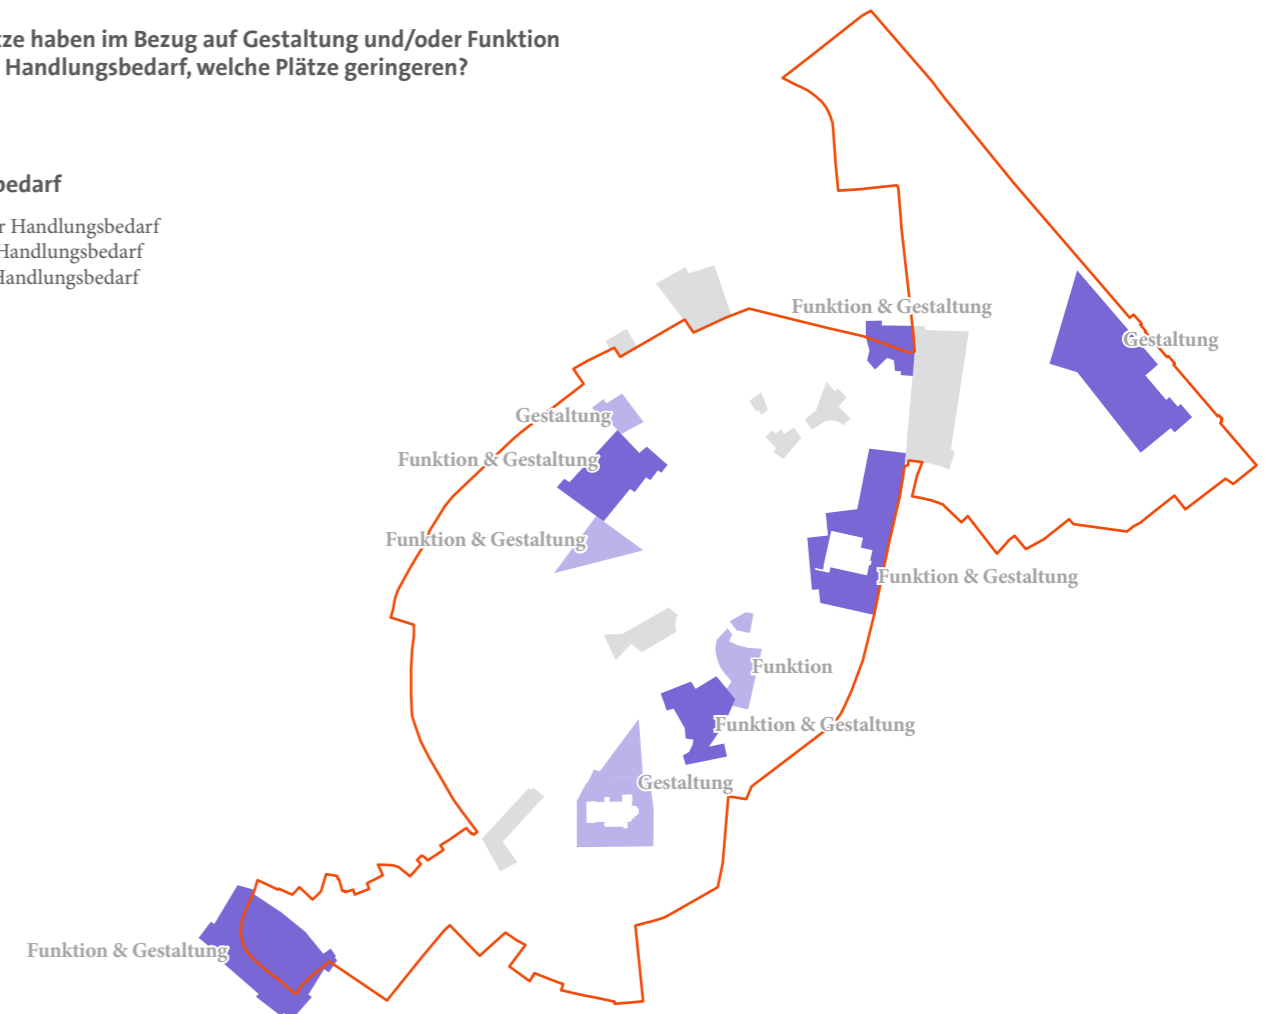 tze haben im Bezug auf Gestaltung und/oder Funktion
Handlungsbedarf, welche Plätze geringeren?
bedarf
r Handlungsbedarf
Handlungsbedarf
Handlungsbedarf
Funktion & Gestaltung
Gestaltung
Gestaltung
Funktion & Gestaltung
Funktion & Gestaltung
Funktion & Gestaltung
Funktion
Funktion & Gestaltung
Gestaltung
Funktion & Gestaltung